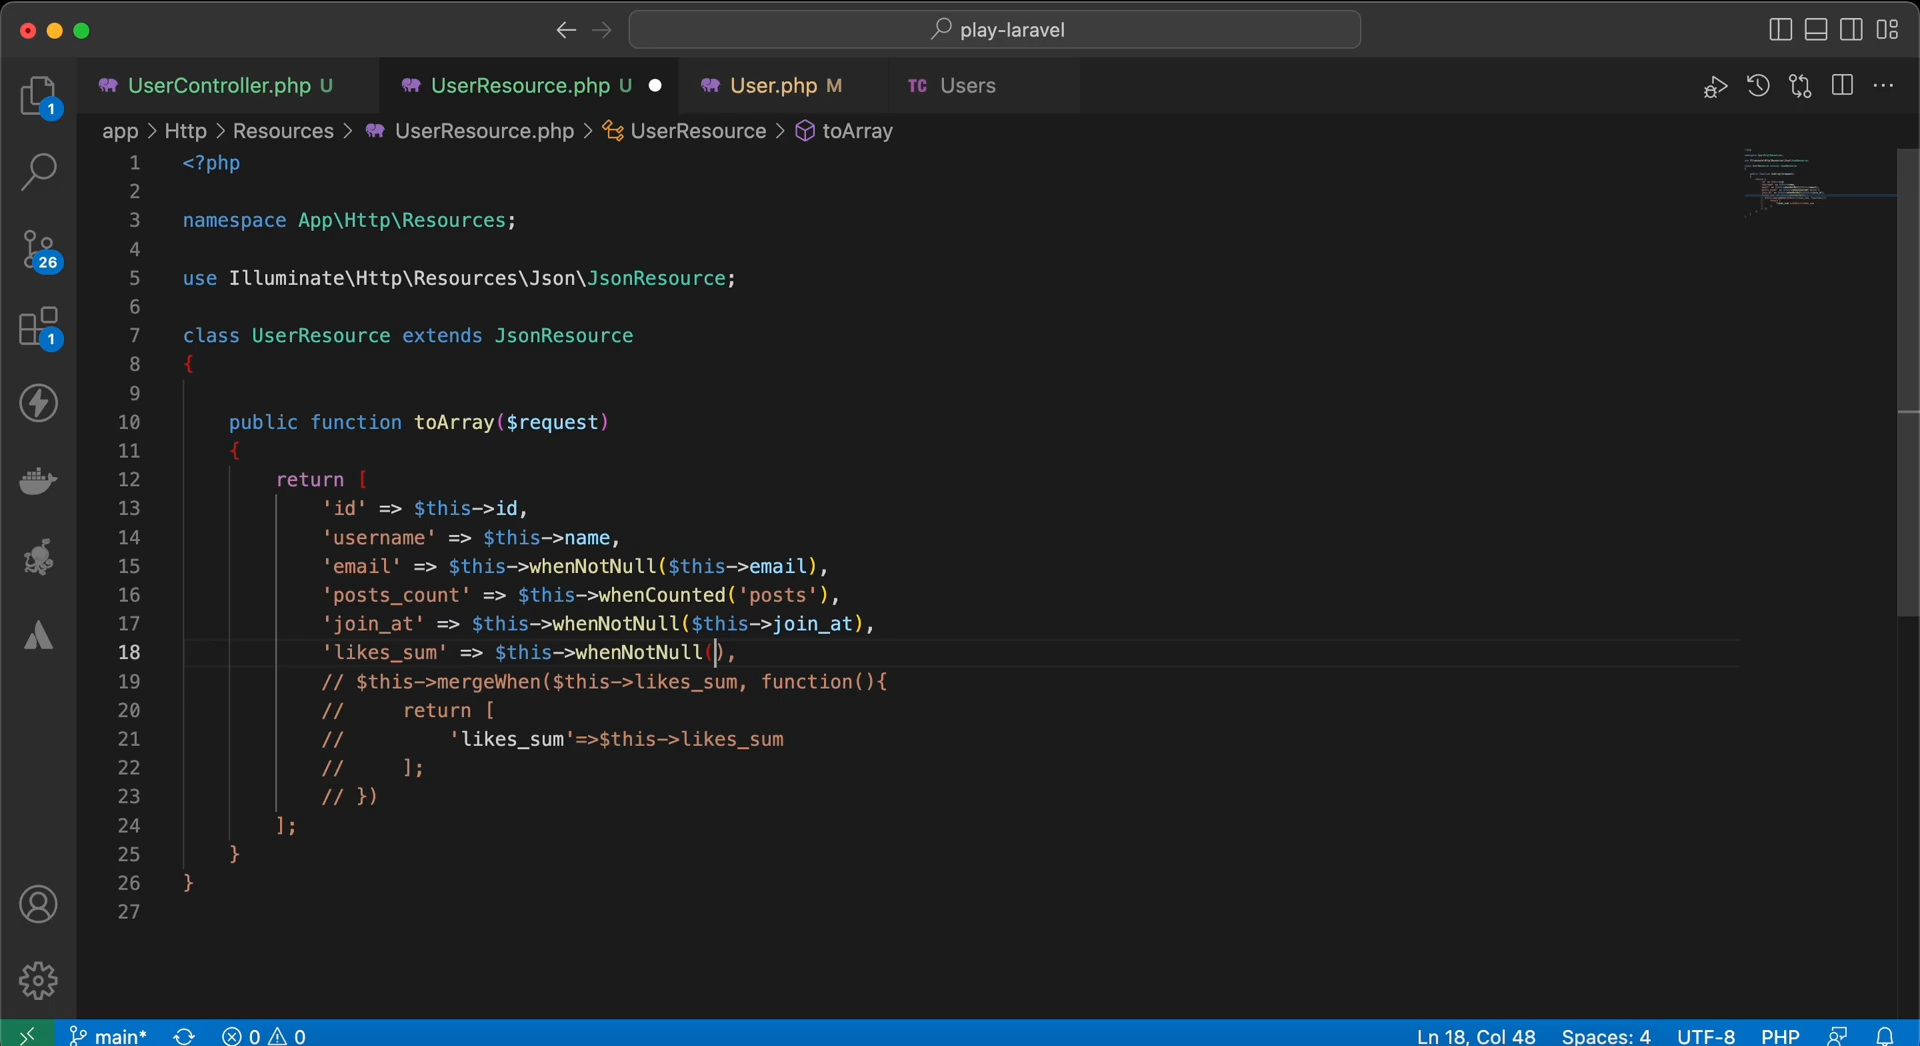 play-laravel
UserController.php U
UserResource.php U
User.php M
TC Users
app > Http > Resources > UserResource.php > UserResource > toArray
1 <?php
2
3 namespace App\Http\Resources;
4
5 use Illuminate\Http\Resources\Json\JsonResource;
6
7 class UserResource extends JsonResource
8 {
9
10 public function toArray($request)
11 {
12 return [
13 'id' => $this->id,
14 'username' => $this->name,
15 'email' => $this->whenNotNull($this->email),
16 'posts_count' => $this->whenCounted('posts'),
17 'join_at' => $this->whenNotNull($this->join_at),
18 'likes_sum' => $this->whenNotNull(),
19 // $this->mergeWhen($this->likes_sum, function(){
20 // return [
21 // 'likes_sum'=>$this->likes_sum
22 // ];
23 // })
24 ];
25 }
26 }
27
1
26
1
main* 0 0 Ln 18, Col 48 Spaces: 4 UTF-8 PHP